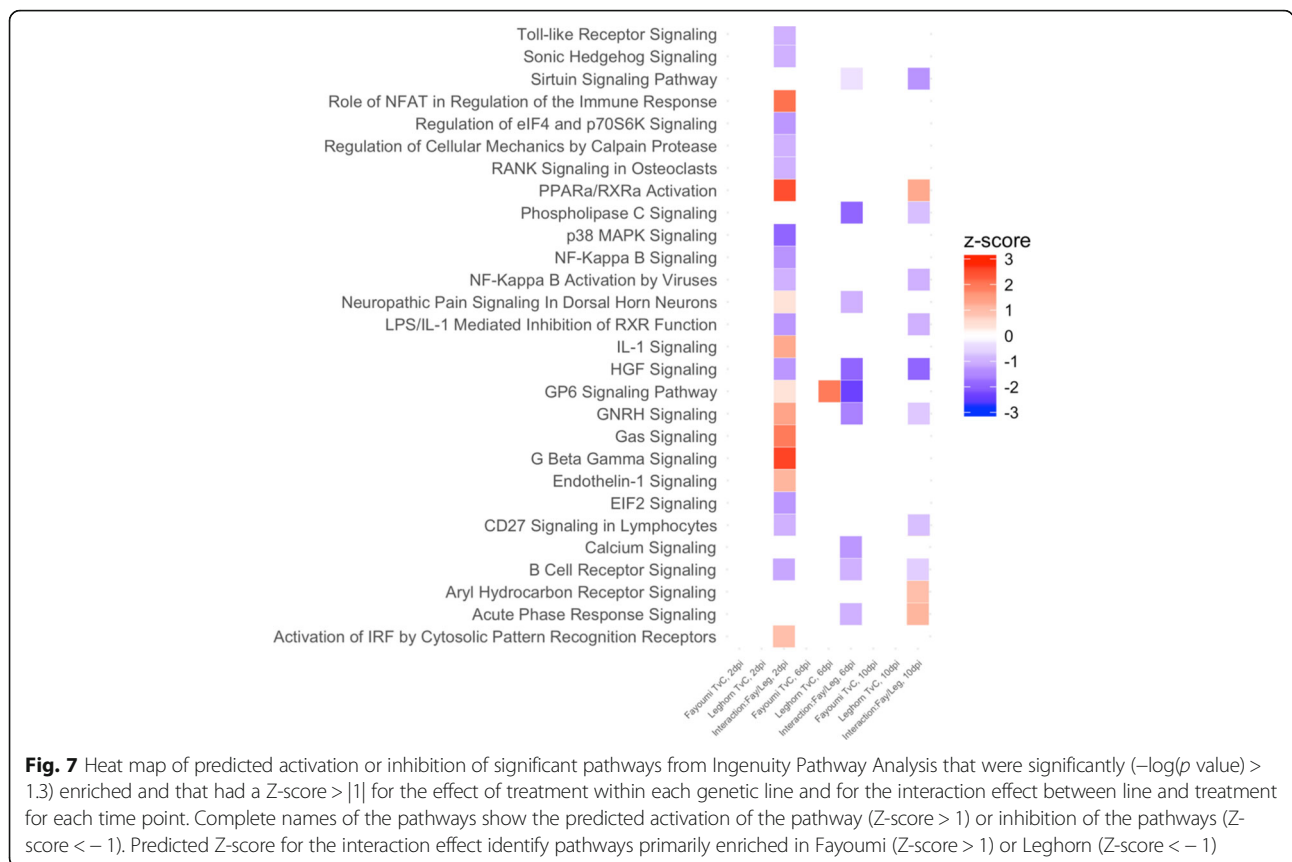 Toll-like Receptor Signaling
Sonic Hedgehog Signaling
Sirtuin Signaling Pathway
Role of NFAT in Regulation of the Immune Response
Regulation of eIF4 and p70S6K Signaling
Regulation of Cellular Mechanics by Calpain Protease
RANK Signaling in Osteoclasts
PPARa/RXRa Activation
Phospholipase C Signaling
p38 MAPK Signaling
NF-Kappa B Signaling
NF-Kappa B Activation by Viruses
Neuropathic Pain Signaling In Dorsal Horn Neurons
LPS/IL-1 Mediated Inhibition of RXR Function
IL-1 Signaling
HGF Signaling
GP6 Signaling Pathway
GNRH Signaling
Gas Signaling
G Beta Gamma Signaling
Endothelin-1 Signaling
EIF2 Signaling
CD27 Signaling in Lymphocytes
Calcium Signaling
B Cell Receptor Signaling
Aryl Hydrocarbon Receptor Signaling
Acute Phase Response Signaling
Activation of IRF by Cytosolic Pattern Recognition Receptors
Fayoumi TvC, 2dpi
Leghorn TvC, 2dpi
Interaction:Fay/Leg, 2dpi
Fayoumi TvC, 6dpi
Leghorn TvC, 6dpi
Interaction:Fay/Leg, 6dpi
Fayoumi TvC, 10dpi
Leghorn TvC, 10dpi
Interaction:Fay/Leg, 10dpi
z-score
3
2
1
0
-1
-2
-3
Fig. 7 Heat map of predicted activation or inhibition of significant pathways from Ingenuity Pathway Analysis that were significantly (−log(p value) >
1.3) enriched and that had a Z-score > |1| for the effect of treatment within each genetic line and for the interaction effect between line and treatment
for each time point. Complete names of the pathways show the predicted activation of the pathway (Z-score > 1) or inhibition of the pathways (Z-
score < − 1). Predicted Z-score for the interaction effect identify pathways primarily enriched in Fayoumi (Z-score > 1) or Leghorn (Z-score < − 1)